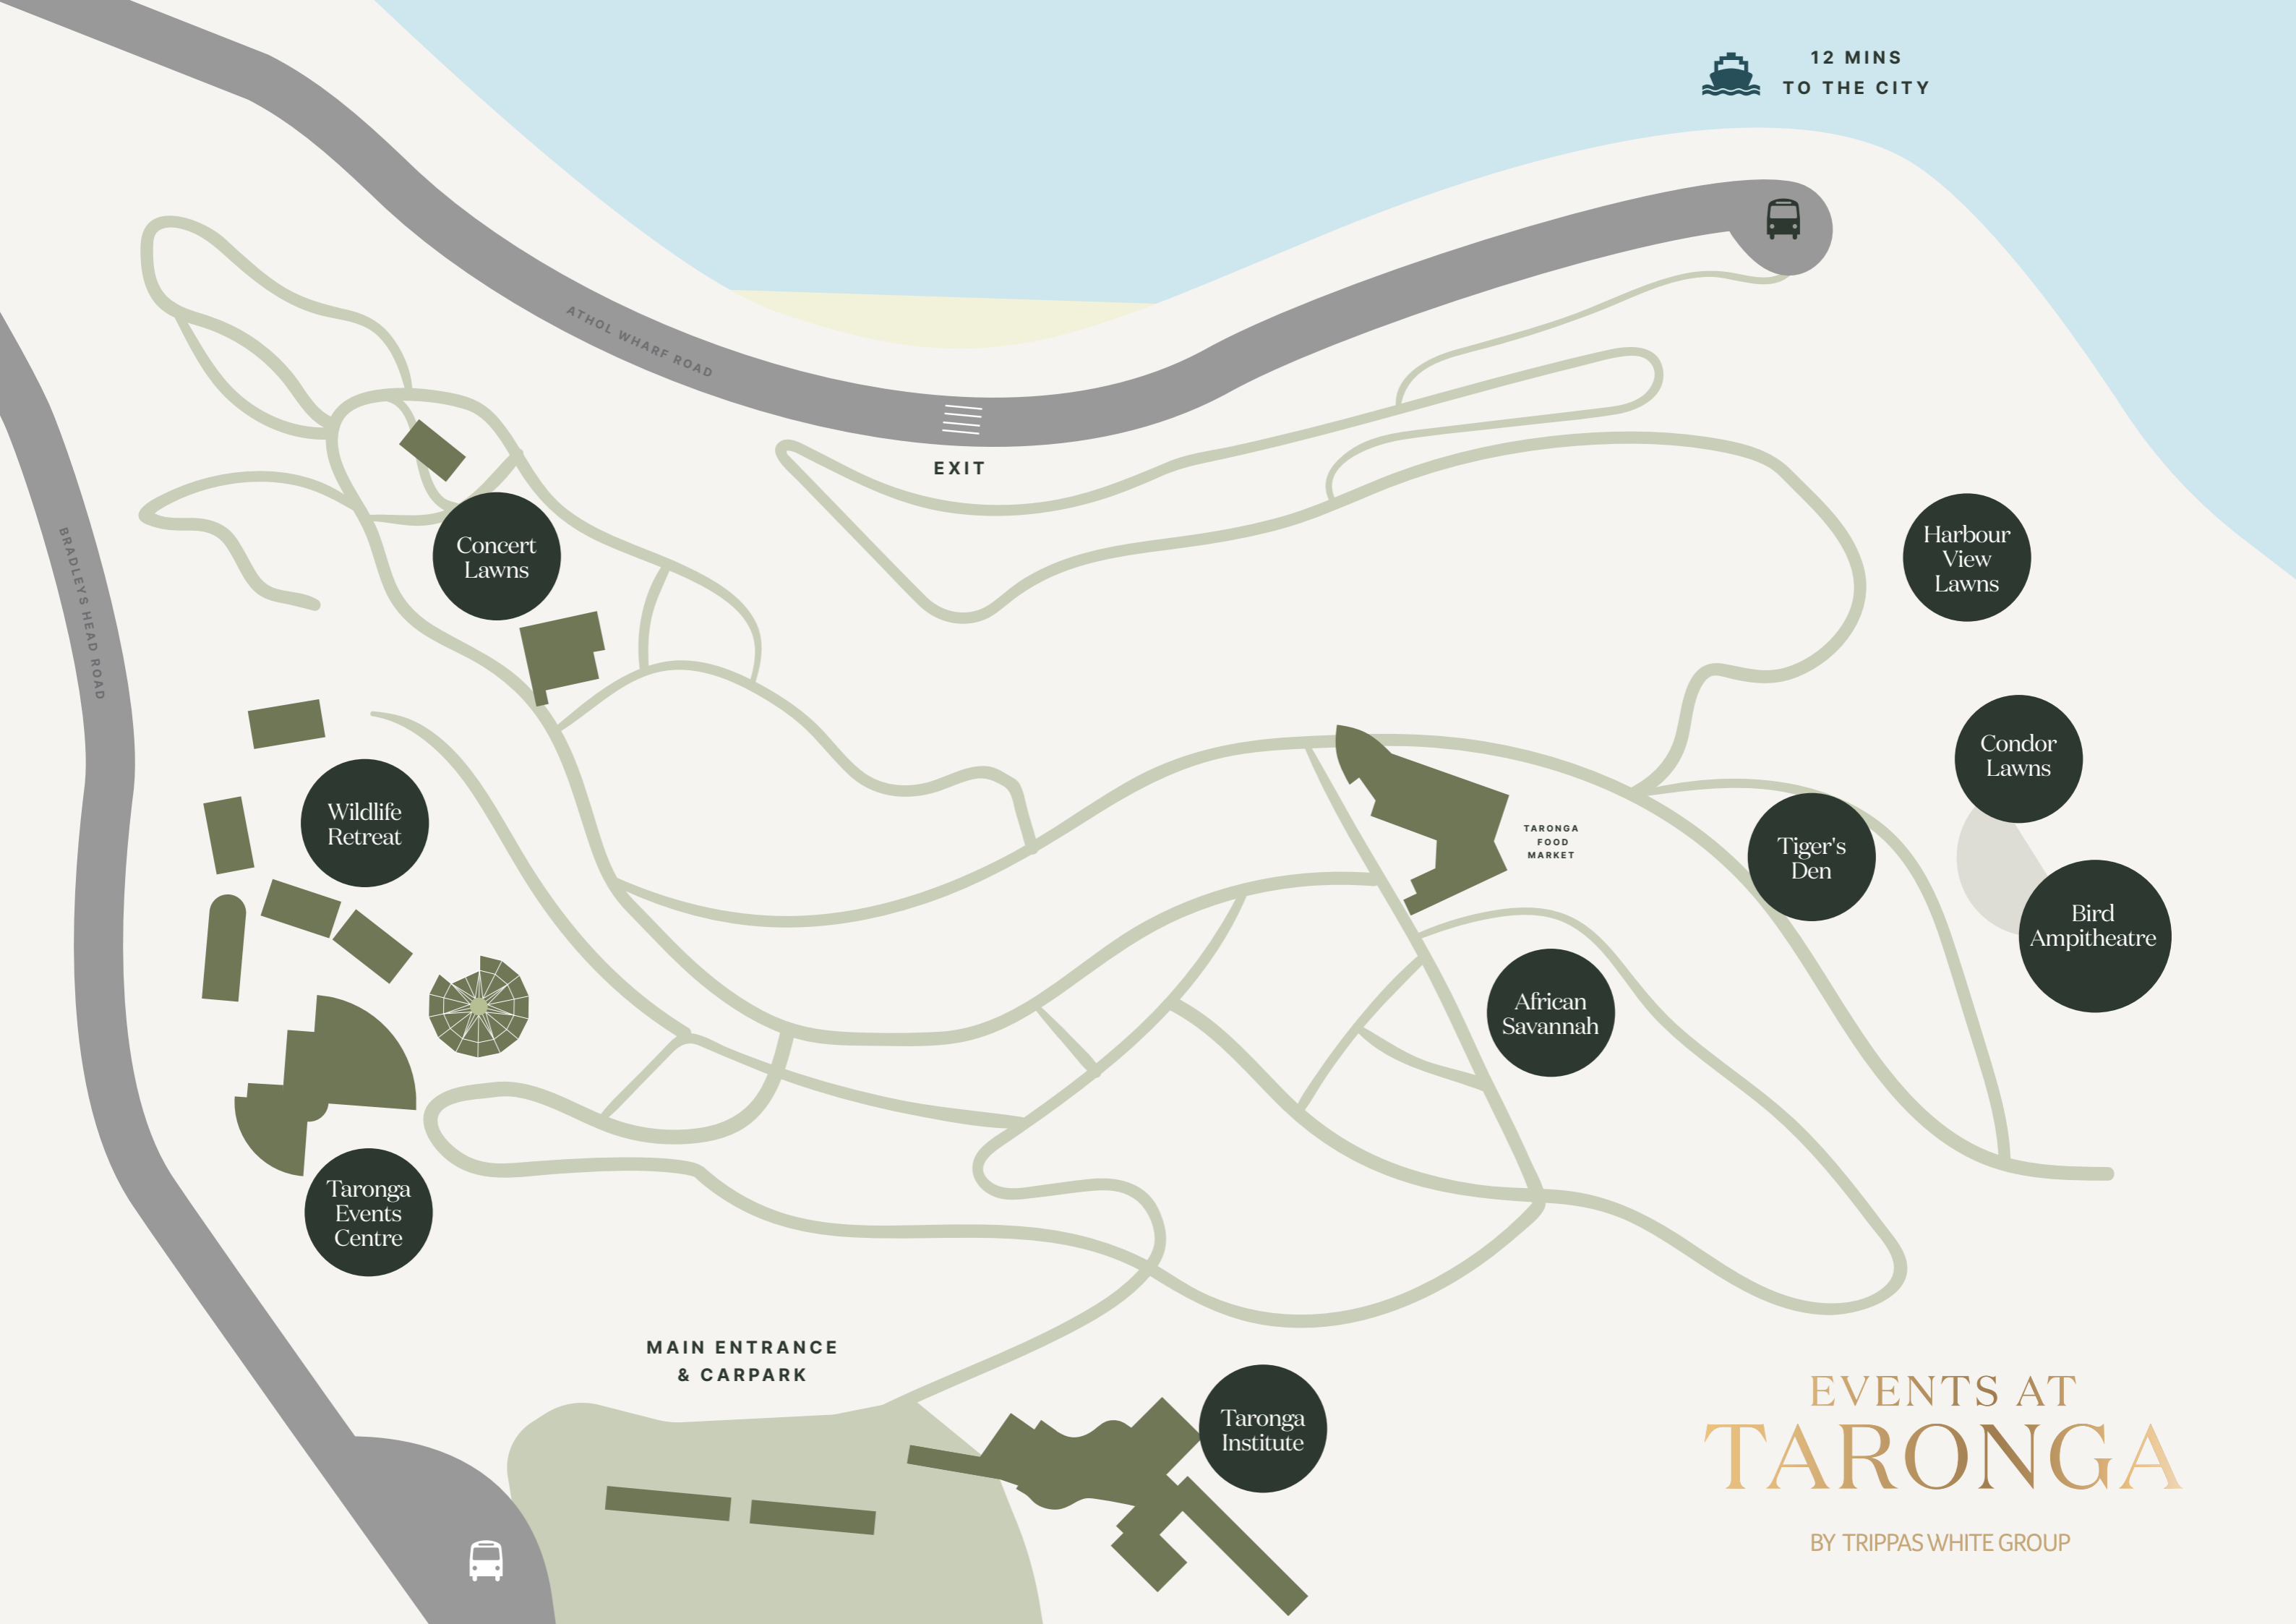 12 MINS
TO THE CITY
ATHOL WHARF ROAD
EXIT
BRADLEYS HEAD ROAD
Concert
Lawns
Harbour
View
Lawns
Condor
Lawns
Wildlife
Retreat
TARONGA
FOOD
MARKET
Tiger's
Den
Bird
Ampitheatre
African
Savannah
Taronga
Events
Centre
MAIN ENTRANCE
& CARPARK
Taronga
Institute
EVENTS AT
TARONGA
BY TRIPPAS WHITE GROUP